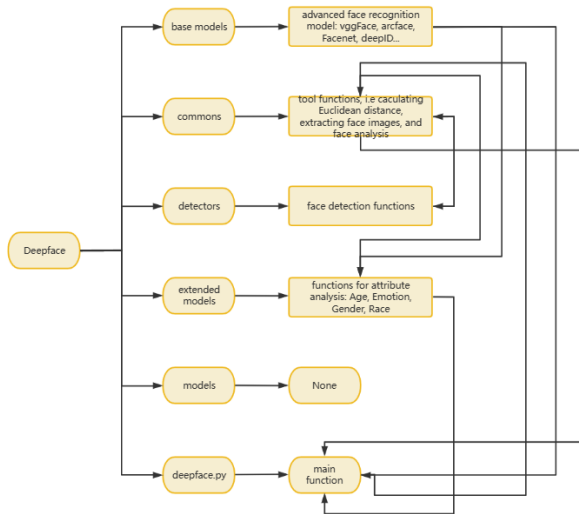 base models
advanced face recognition
model: vggFace, arcface,
Facenet, deepID...
commons
tool functions, i.e caculating
Euclidean distance,
extracting face images, and
face analysis
detectors
face detection functions
Deepface
extended
models
functions for attribute
analysis: Age, Emotion,
Gender, Race
models
None
deepface.py
main
function